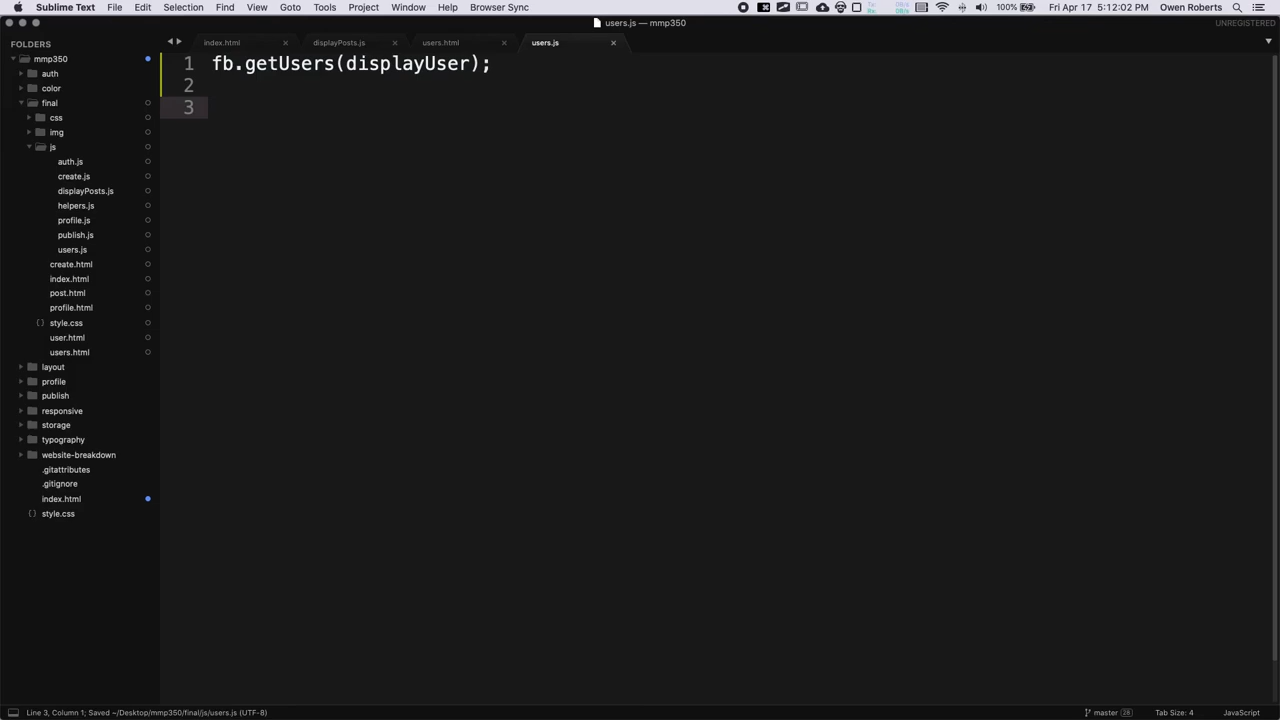 Sublime Text File Edit Selection Find View Goto Tools Project Window Help Browser Sync 100% Fri Apr 17 5:12:02 PM Owen Roberts
users.js — mmp350 UNREGISTERED
FOLDERS
index.html displayPosts.js users.html users.js
mmp350
auth
color
final
css
img
js
auth.js
create.js
displayPosts.js
helpers.js
profile.js
publish.js
users.js
create.html
index.html
post.html
profile.html
{} style.css
user.html
users.html
layout
profile
publish
responsive
storage
typography
website-breakdown
.gitattributes
.gitignore
index.html
{} style.css
1 fb.getUsers(displayUser);
2
3
Line 3, Column 1; Saved ~/Desktop/mmp350/final/js/users.js (UTF-8) master 28 Tab Size: 4 JavaScript